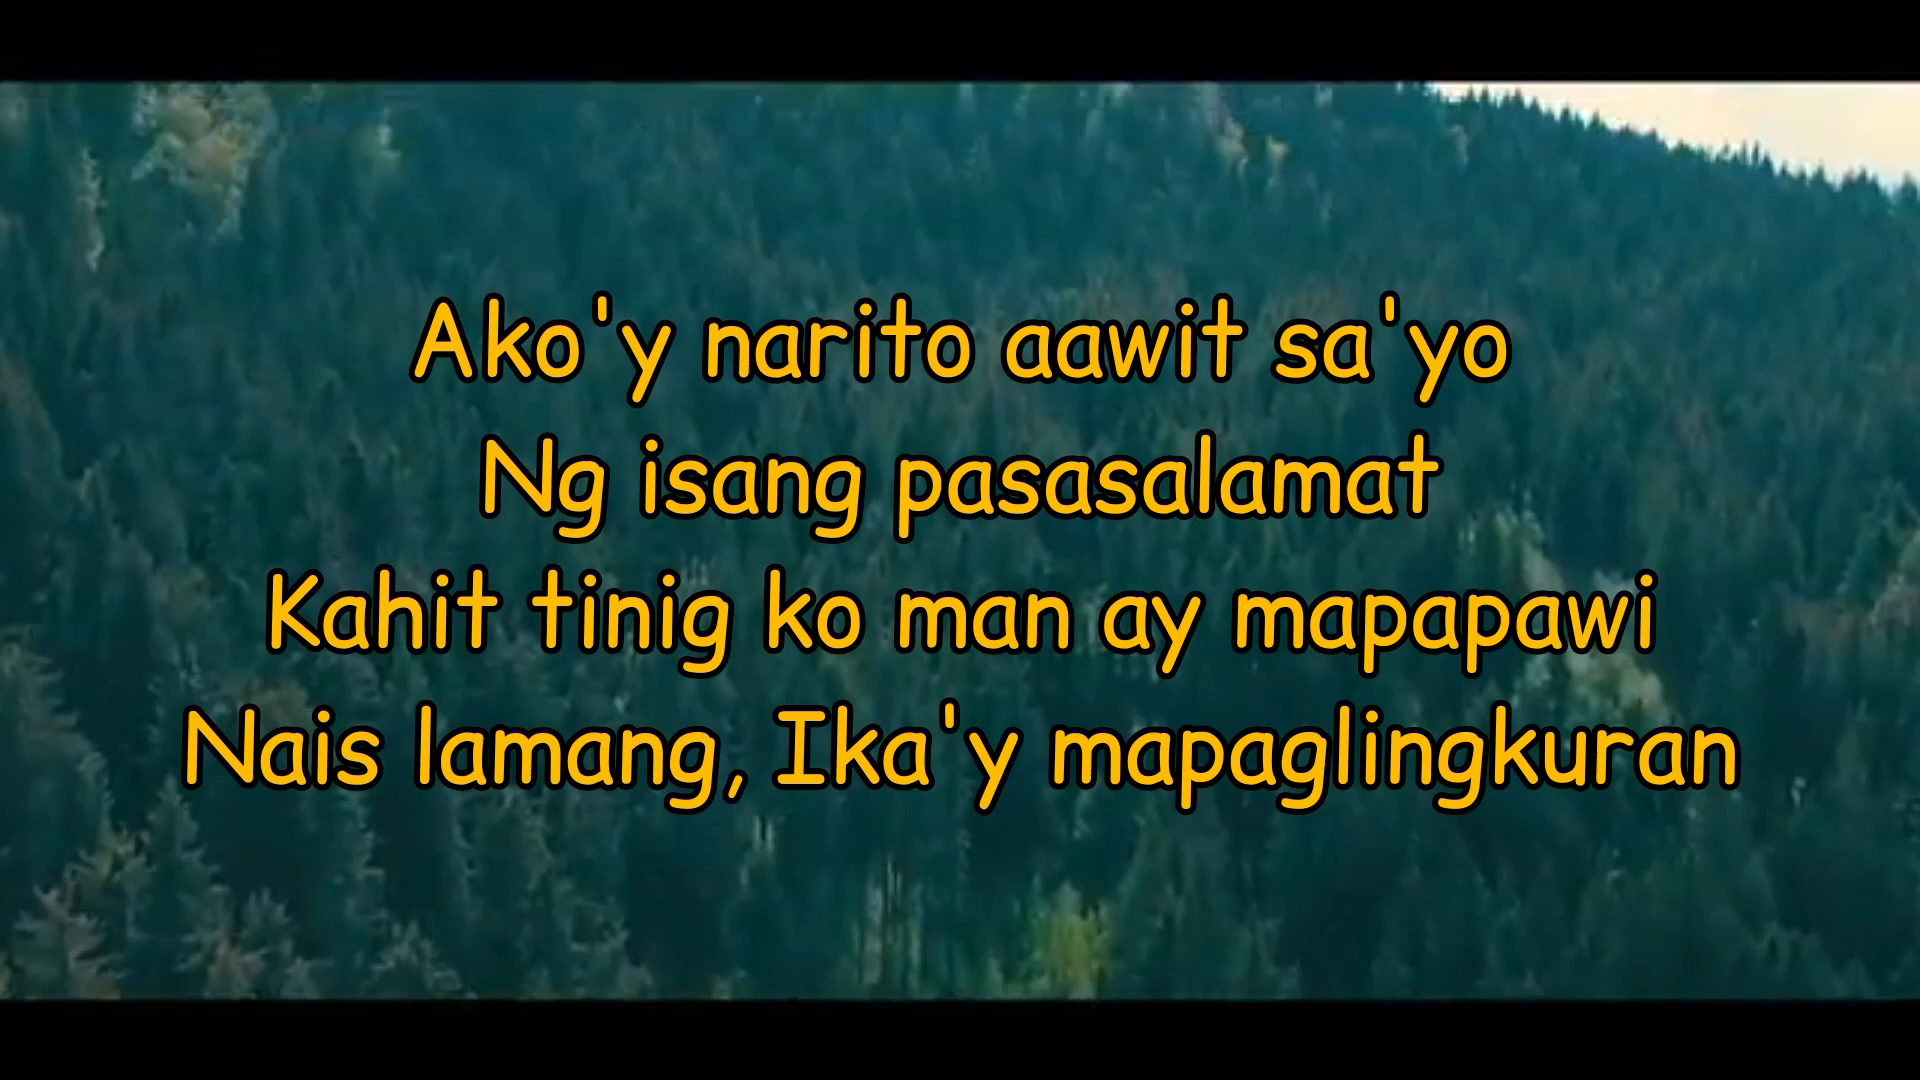 Ako'y narito aawit sa'yo
Ng isang pasasalamat
Kahit tinig ko man ay mapapawi
Nais lamang, Ika'y mapaglingkuran